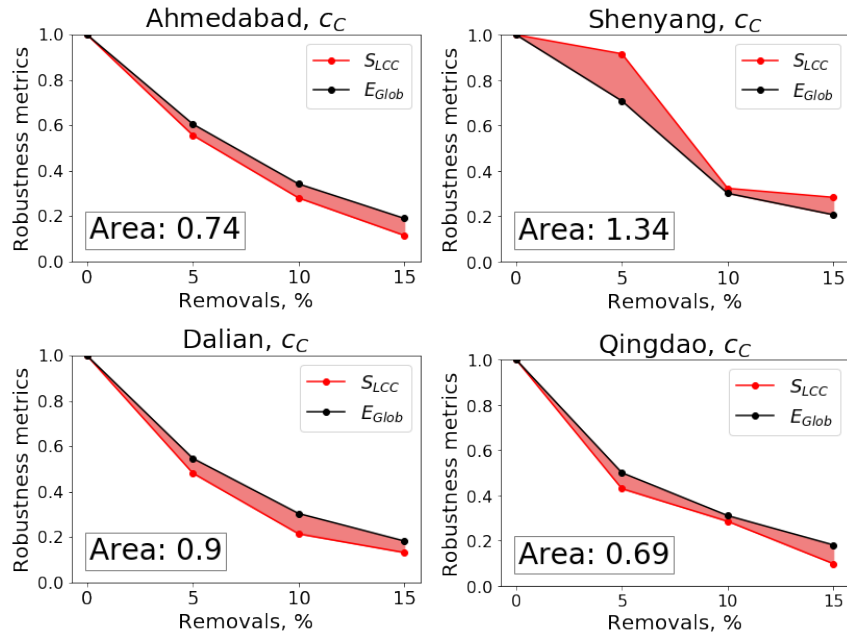 Ahmedabad, c_C
Robustness metrics
1.0
0.8
0.6
0.4
0.2
0.0
S_LCC
E_Glob
Area: 0.74
0 5 10 15
Removals, %
Shenyang, c_C
Robustness metrics
1.0
0.8
0.6
0.4
0.2
0.0
S_LCC
E_Glob
Area: 1.34
0 5 10 15
Removals, %
Dalian, c_C
Robustness metrics
1.0
0.8
0.6
0.4
0.2
0.0
S_LCC
E_Glob
Area: 0.9
0 5 10 15
Removals, %
Qingdao, c_C
Robustness metrics
1.0
0.8
0.6
0.4
0.2
0.0
S_LCC
E_Glob
Area: 0.69
0 5 10 15
Removals, %